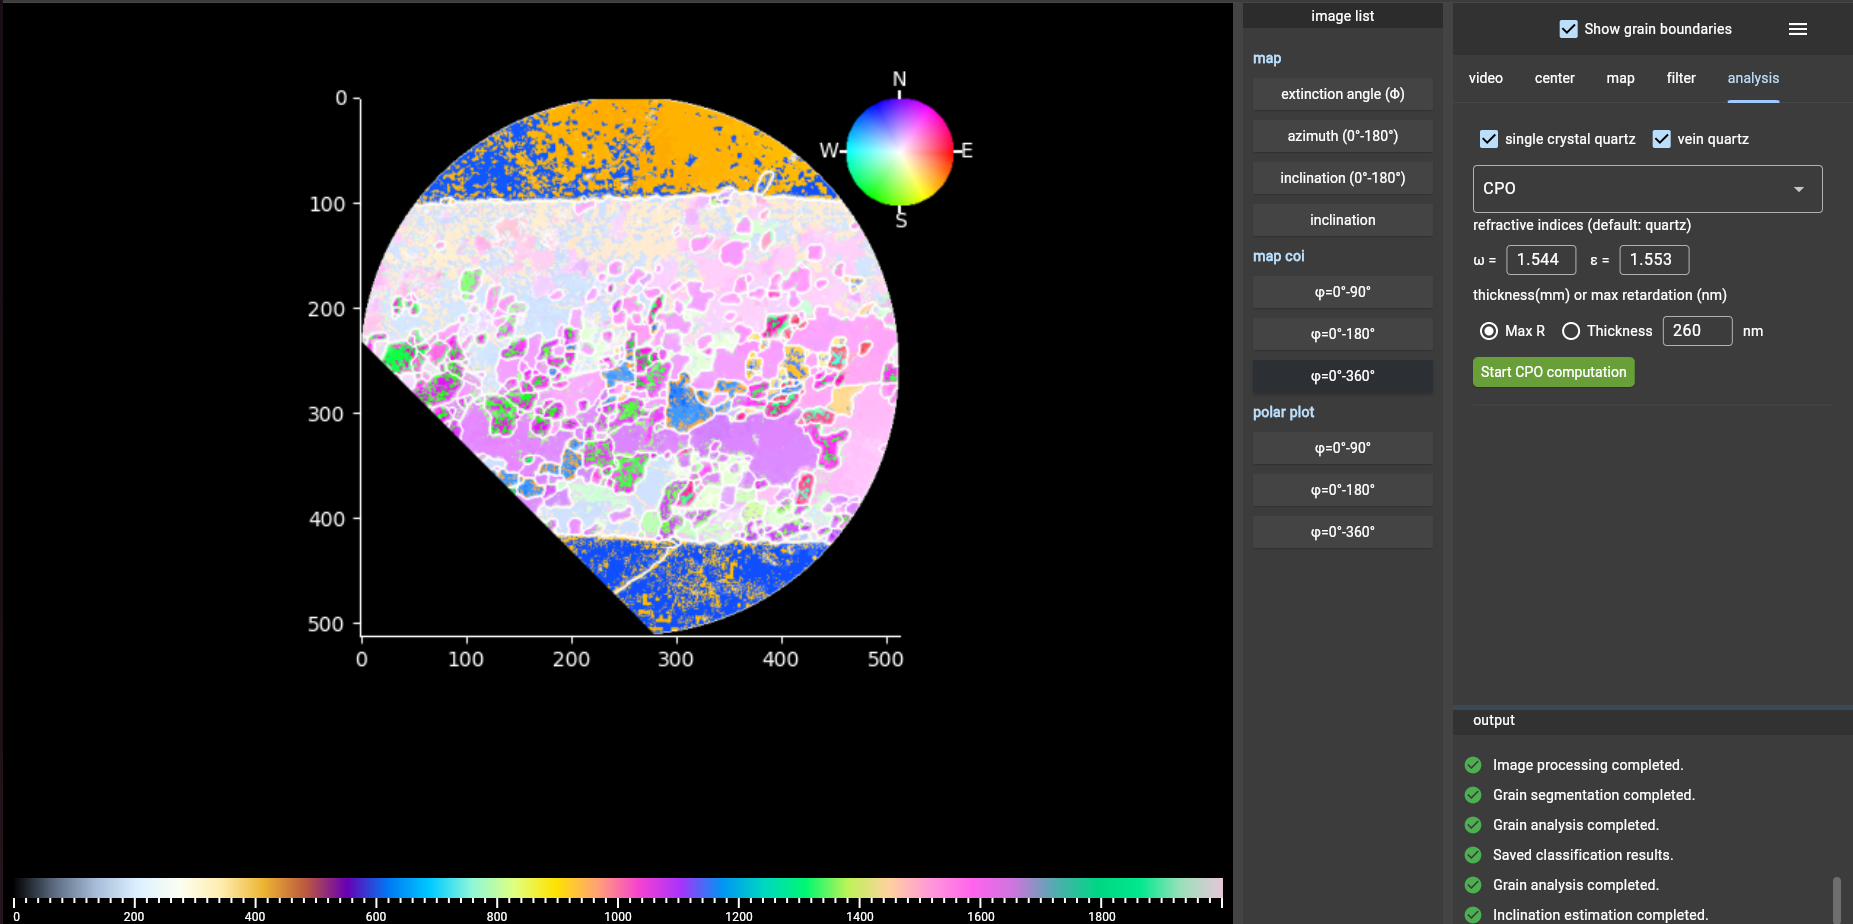 image list
Show grain boundaries
map
extinction angle (Φ)
azimuth (0°-180°)
inclination (0°-180°)
inclination
map coi
φ=0°-90°
φ=0°-180°
φ=0°-360°
polar plot
φ=0°-90°
φ=0°-180°
φ=0°-360°
video center map filter analysis
single crystal quartz vein quartz
CPO
refractive indices (default: quartz)
ω = 1.544 ε = 1.553
thickness(mm) or max retardation (nm)
Max R Thickness 260 nm
Start CPO computation
output
Image processing completed.
Grain segmentation completed.
Grain analysis completed.
Saved classification results.
Grain analysis completed.
Inclination estimation completed.
N
W E
S
0
100
200
300
400
500
0 100 200 300 400 500
0 200 400 600 800 1000 1200 1400 1600 1800